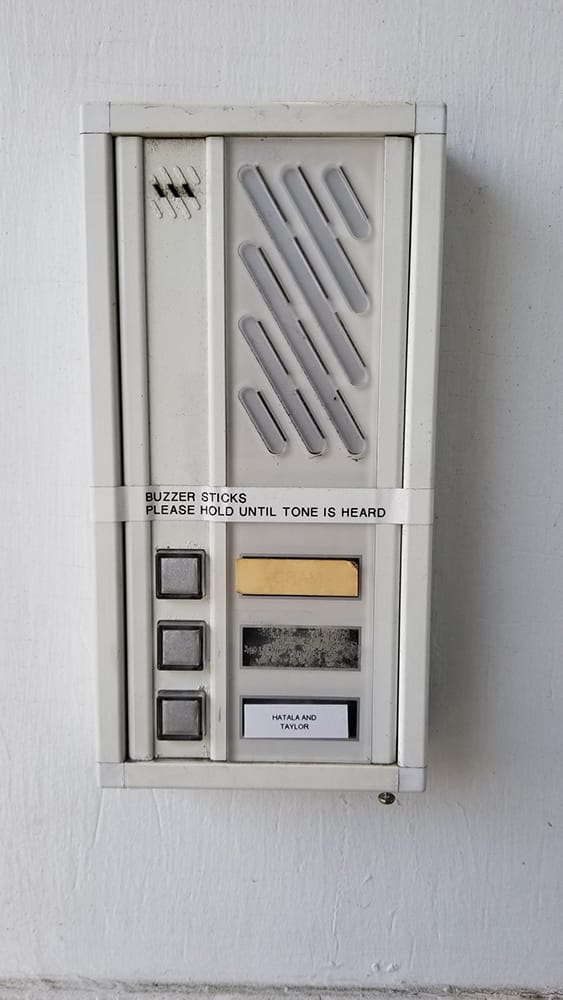 BUZZER STICKS
PLEASE HOLD UNTIL TONE IS HEARD
HATALA AND
TAYLOR